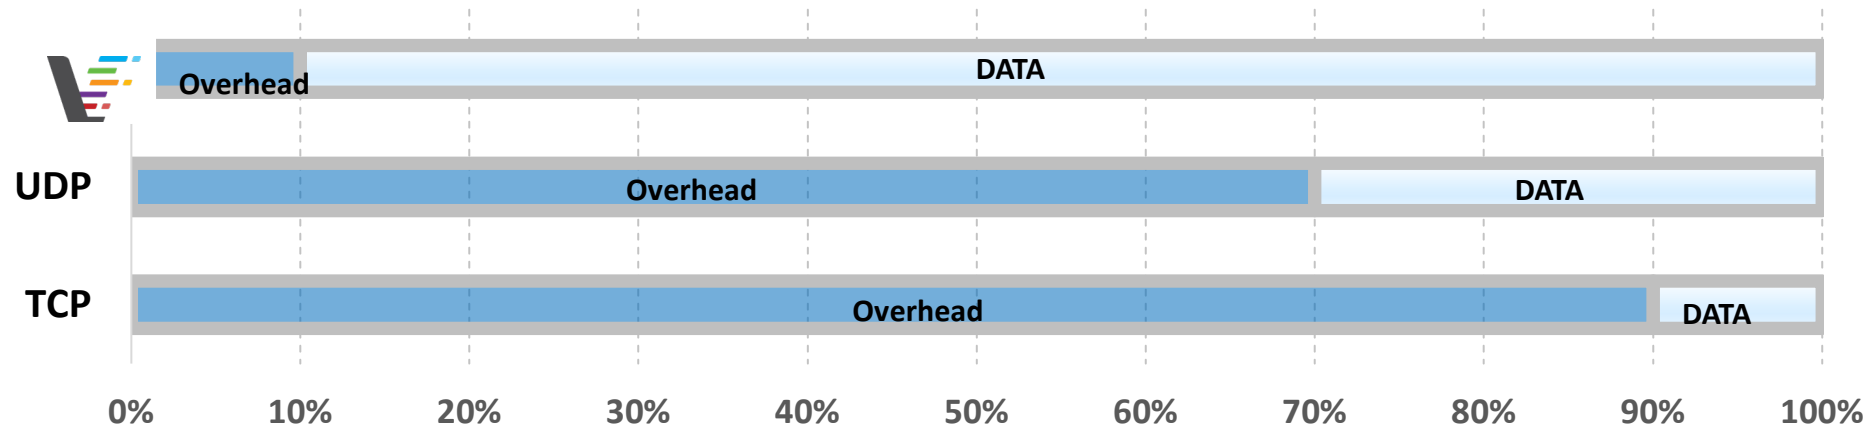 Overhead DATA
UDP Overhead DATA
TCP Overhead DATA
0% 10% 20% 30% 40% 50% 60% 70% 80% 90% 100%